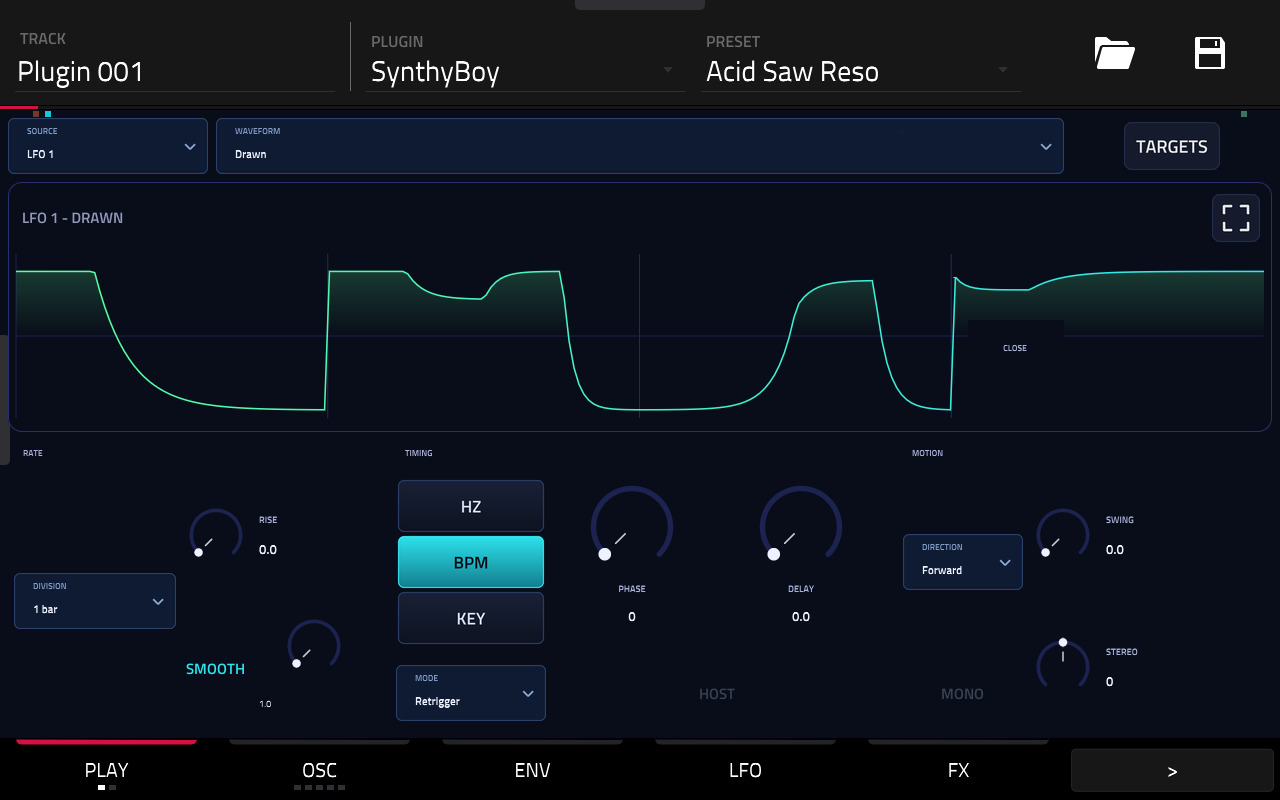 TRACK
Plugin 001
PLUGIN
SynthyBoy
PRESET
Acid Saw Reso
SOURCE
LFO 1
WAVEFORM
Drawn
TARGETS
LFO 1 - DRAWN
CLOSE
RATE
RISE
0.0
DIVISION
1 bar
SMOOTH
1.0
TIMING
HZ
BPM
KEY
MODE
Retrigger
PHASE
0
DELAY
0.0
HOST
MOTION
DIRECTION
Forward
SWING
0.0
MONO
STEREO
0
PLAY
OSC
ENV
LFO
FX
>